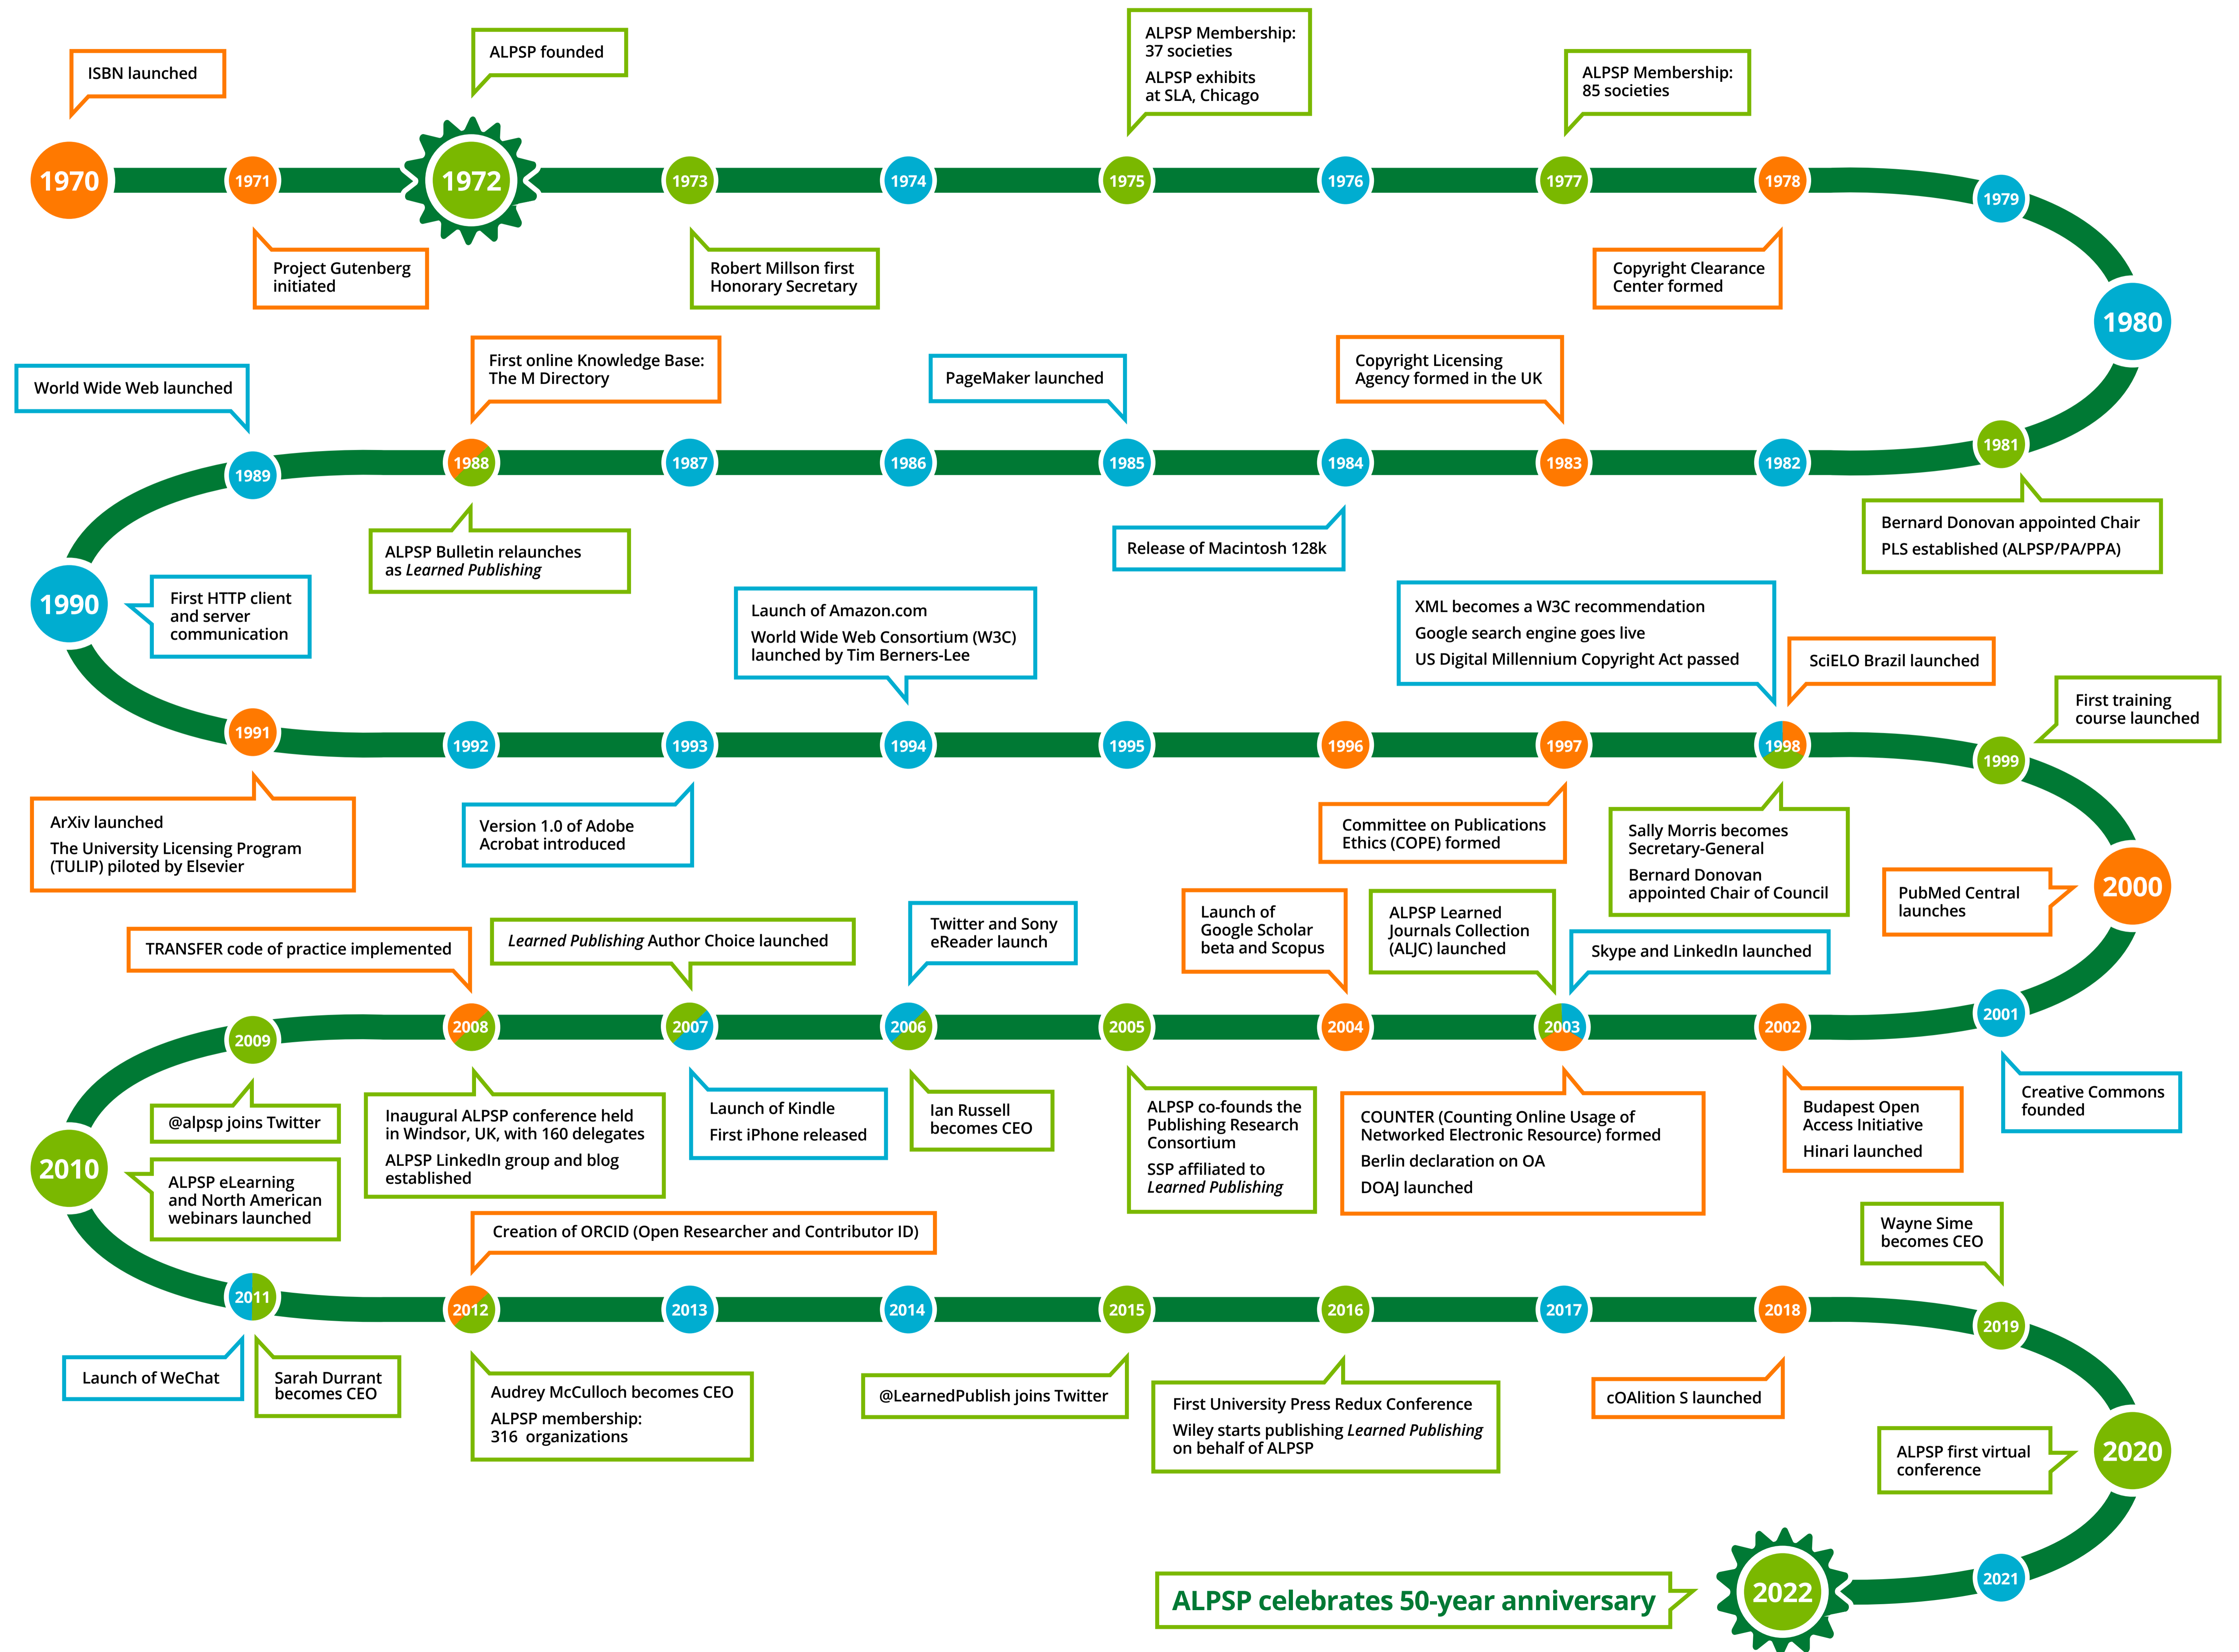 ISBN launched
ALPSP founded
ALPSP Membership:
37 societies
ALPSP exhibits
at SLA, Chicago
ALPSP Membership:
85 societies
1970
1971
1972
1973
1974
1975
1976
1977
1978
1979
Project Gutenberg
initiated
Robert Millson first
Honorary Secretary
Copyright Clearance
Center formed
1980
World Wide Web launched
First online Knowledge Base:
The M Directory
PageMaker launched
Copyright Licensing
Agency formed in the UK
1989
1988
1987
1986
1985
1984
1983
1982
1981
ALPSP Bulletin relaunches
as Learned Publishing
Release of Macintosh 128k
Bernard Donovan appointed Chair
PLS established (ALPSP/PA/PPA)
1990
First HTTP client
and server
communication
Launch of Amazon.com
World Wide Web Consortium (W3C)
launched by Tim Berners-Lee
XML becomes a W3C recommendation
Google search engine goes live
US Digital Millennium Copyright Act passed
SciELO Brazil launched
First training
course launched
1991
1992
1993
1994
1995
1996
1997
1998
1999
ArXiv launched
The University Licensing Program
(TULIP) piloted by Elsevier
Version 1.0 of Adobe
Acrobat introduced
Committee on Publications
Ethics (COPE) formed
Sally Morris becomes
Secretary-General
Bernard Donovan
appointed Chair of Council
PubMed Central
launches
2000
TRANSFER code of practice implemented
Learned Publishing Author Choice launched
Twitter and Sony
eReader launch
Launch of
Google Scholar
beta and Scopus
ALPSP Learned
Journals Collection
(ALJC) launched
Skype and LinkedIn launched
2009
2008
2007
2006
2005
2004
2003
2002
2001
@alpsp joins Twitter
Inaugural ALPSP conference held
in Windsor, UK, with 160 delegates
ALPSP LinkedIn group and blog
established
Launch of Kindle
First iPhone released
Ian Russell
becomes CEO
ALPSP co-founds the
Publishing Research
Consortium
SSP affiliated to
Learned Publishing
COUNTER (Counting Online Usage of
Networked Electronic Resource) formed
Berlin declaration on OA
DOAJ launched
Budapest Open
Access Initiative
Hinari launched
Creative Commons
founded
2010
ALPSP eLearning
and North American
webinars launched
Creation of ORCID (Open Researcher and Contributor ID)
Wayne Sime
becomes CEO
2011
2012
2013
2014
2015
2016
2017
2018
2019
Launch of WeChat
Sarah Durrant
becomes CEO
Audrey McCulloch becomes CEO
ALPSP membership:
316 organizations
@LearnedPublish joins Twitter
First University Press Redux Conference
Wiley starts publishing Learned Publishing
on behalf of ALPSP
cOAlition S launched
ALPSP first virtual
conference
2020
ALPSP celebrates 50-year anniversary
2022
2021